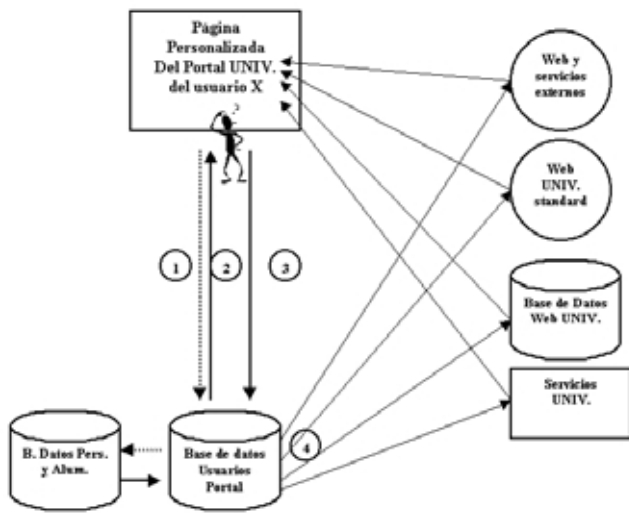 Página
Personalizada
Del Portal UNIV.
del usuario X
Web y
servicios
externos
Web
UNIV.
standard
1
2
3
Base de Datos
Web UNIV.
Servicios
UNIV.
4
B. Datos Pers.
y Alum.
Base de datos
Usuarios
Portal